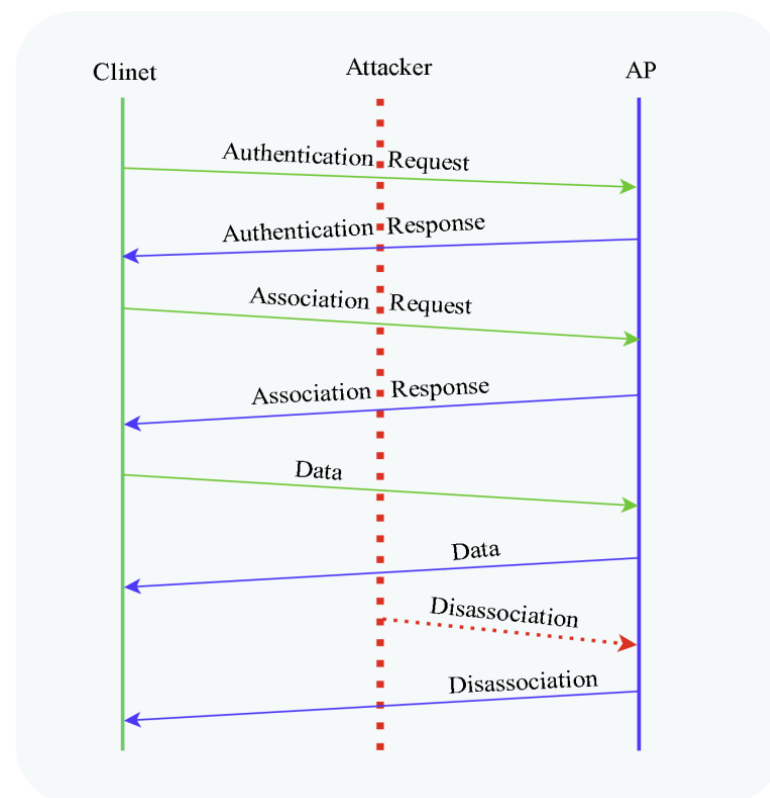 Clinet
Attacker
AP
Authentication Request
Authentication Response
Association Request
Association Response
Data
Data
Disassociation
Disassociation